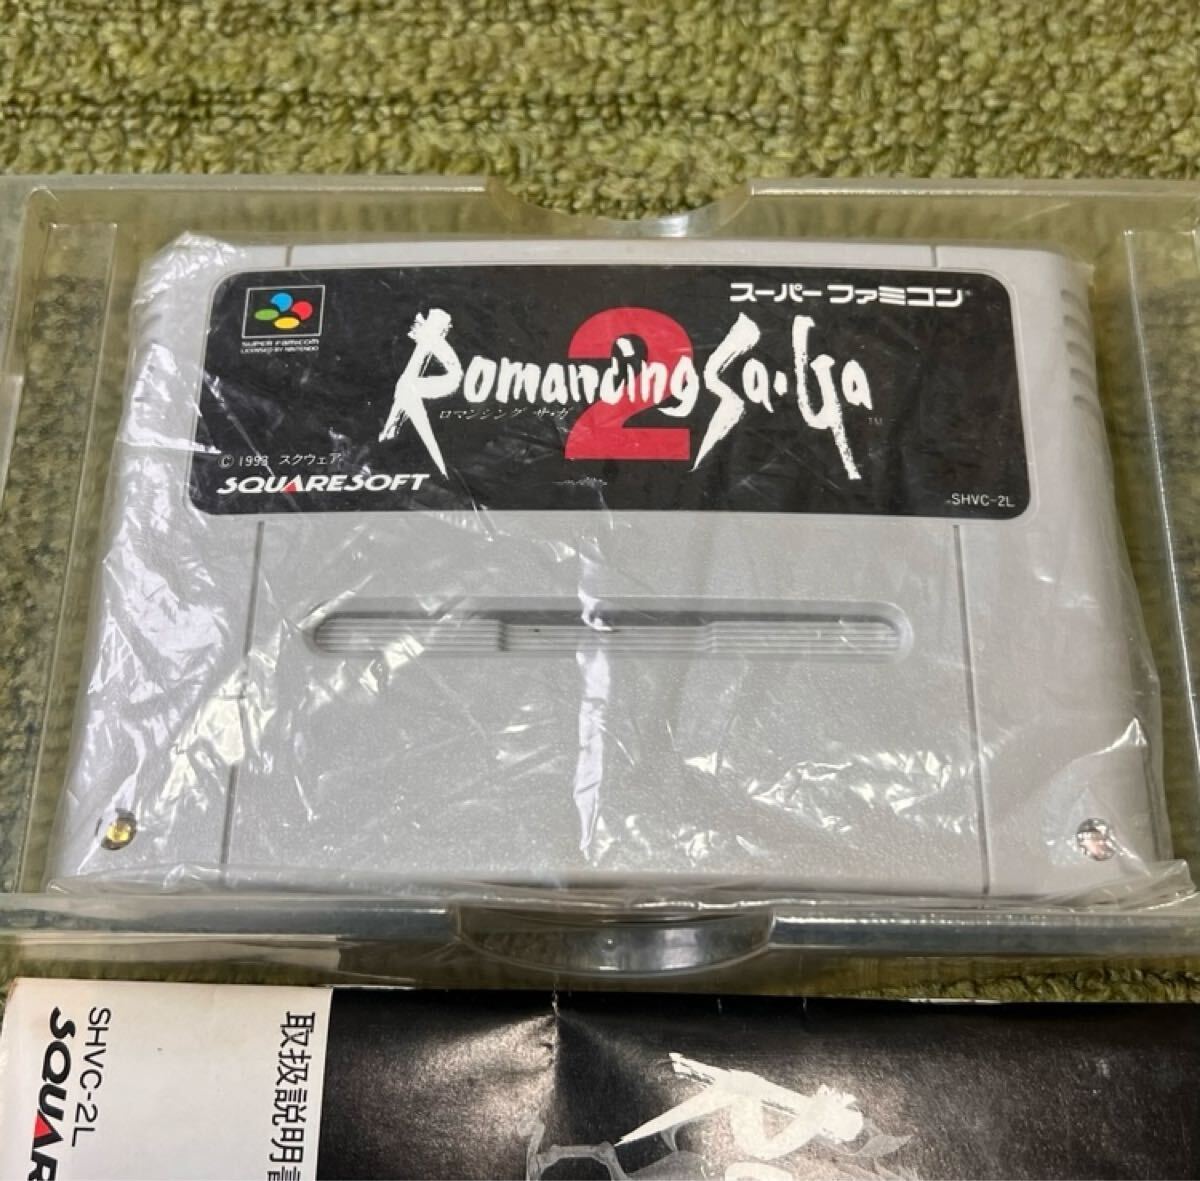 スーパーファミコン
SUPER FAMICOM
LICENSED BY NINTENDO
Romancing Sa・Ga
2
ロマンシング サ・ガ
TM
© 1993 スクウェア
SQUARESOFT
SHVC-2L
SHVC-2L
SQUAR
取扱説明